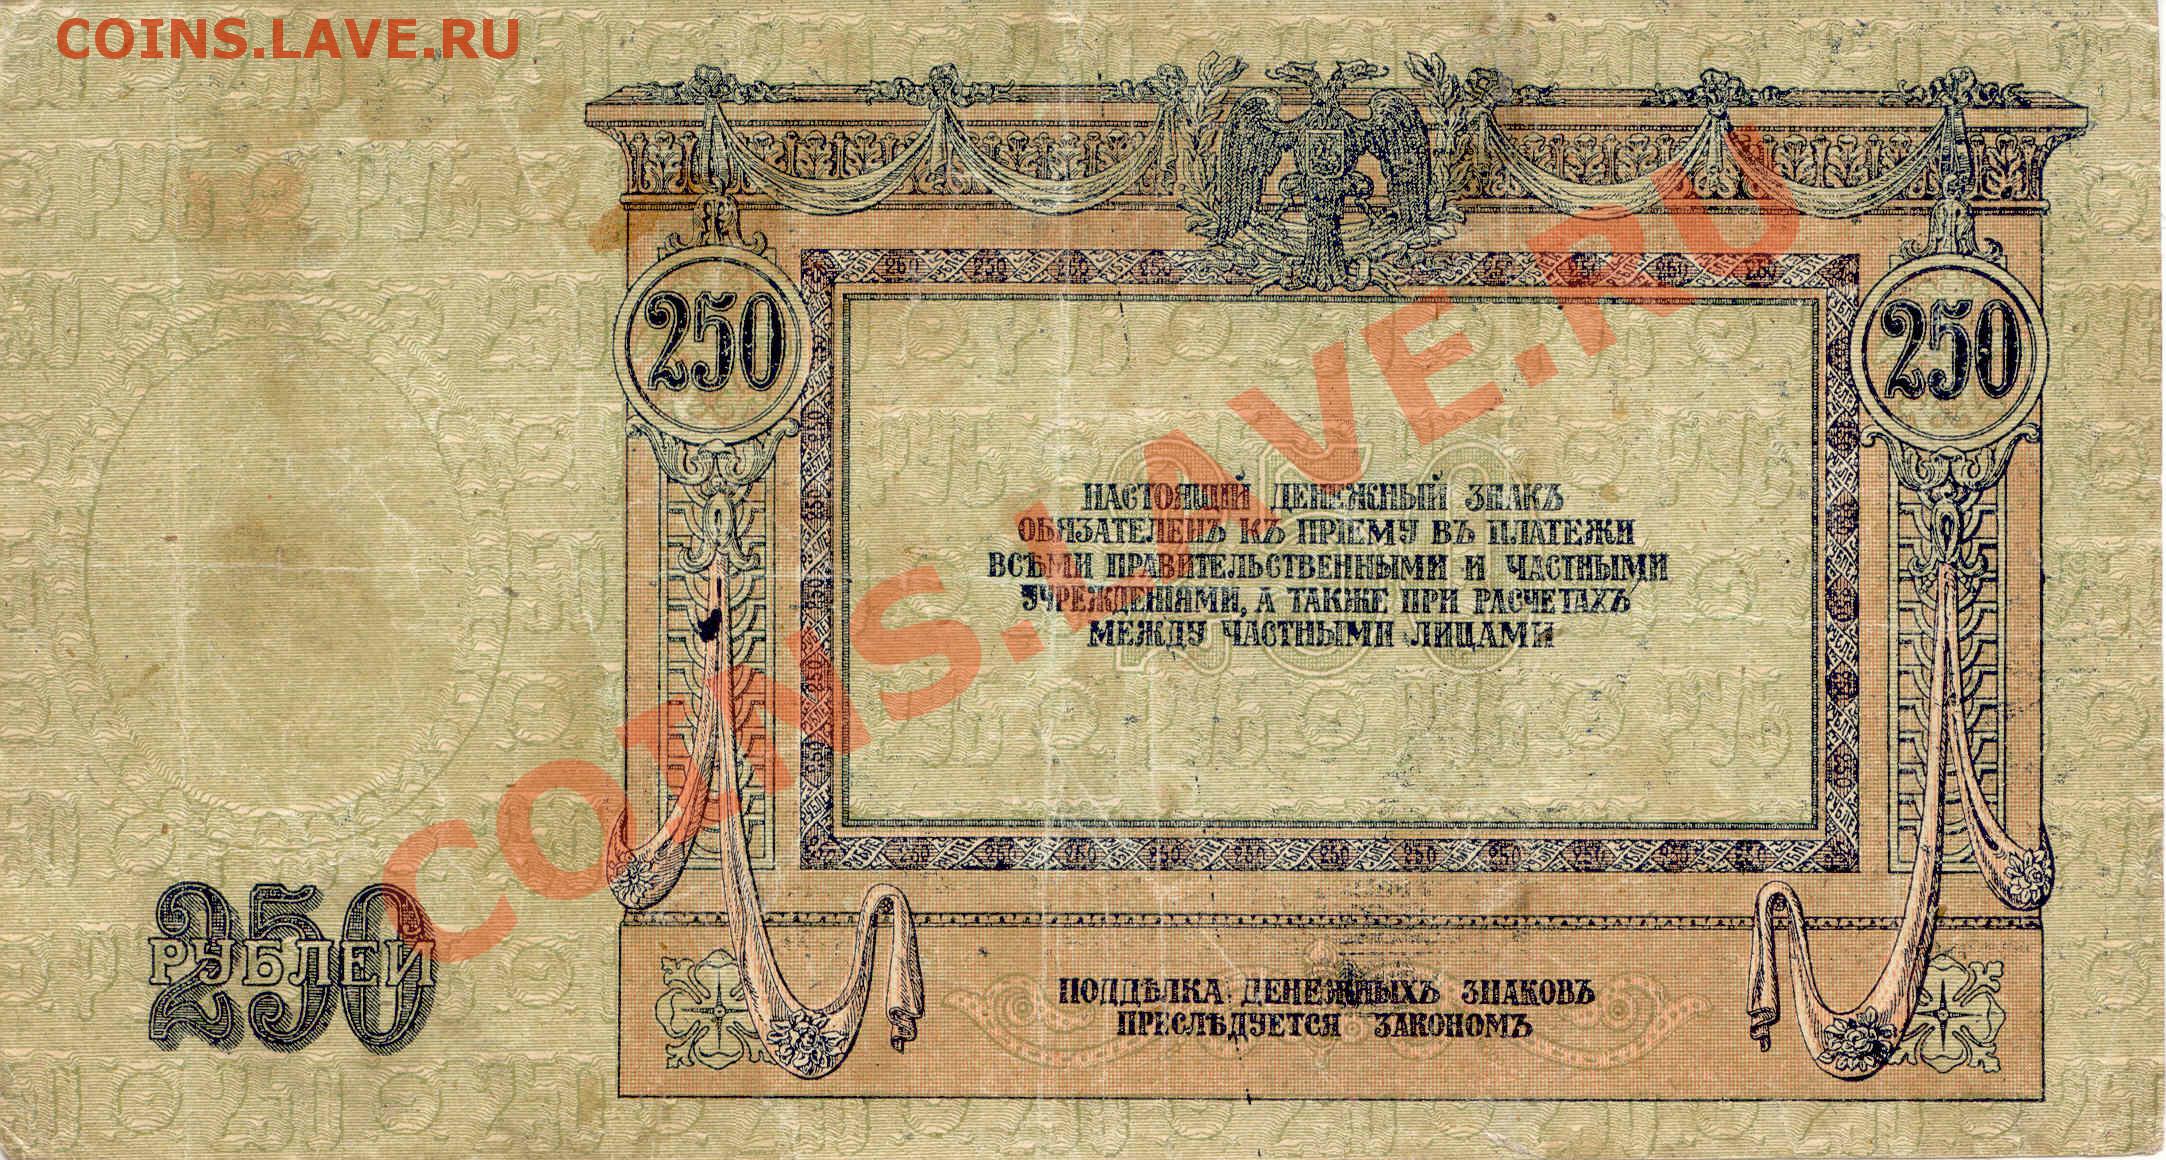 COINS.LAVE.RU
250
250
НАСТОЯЩІЙ ДЕНЕЖНЫЙ ЗНАКЪ
ОБЯЗАТЕЛЕНЪ КЪ ПРІЕМУ ВЪ ПЛАТЕЖИ
ВСѢМИ ПРАВИТЕЛЬСТВЕННЫМИ И ЧАСТНЫМИ
УЧРЕЖДЕНІЯМИ, А ТАКЖЕ ПРИ РАСЧЕТАХЪ
МЕЖДУ ЧАСТНЫМИ ЛИЦАМИ
COINS.LAVE.RU
250
РУБЛЕЙ
ПОДДѢЛКА ДЕНЕЖНЫХЪ ЗНАКОВЪ
ПРЕСЛѢДУЕТСЯ ЗАКОНОМЪ